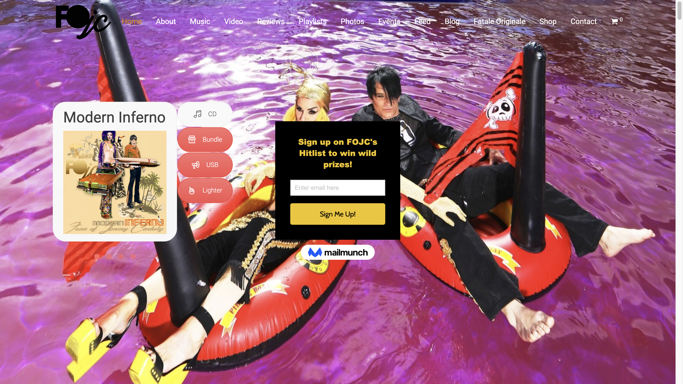 FOjc
Home
About
Music
Video
Reviews
Playlists
Photos
Events
Feed
Blog
Fatale Originale
Shop
Contact
0
Modern Inferno
CD
Bundle
USB
Lighter
MODERN INFERNO
Sign up on FOJC's
Hitlist to win wild
prizes!
Enter email here
Sign Me Up!
mailmunch